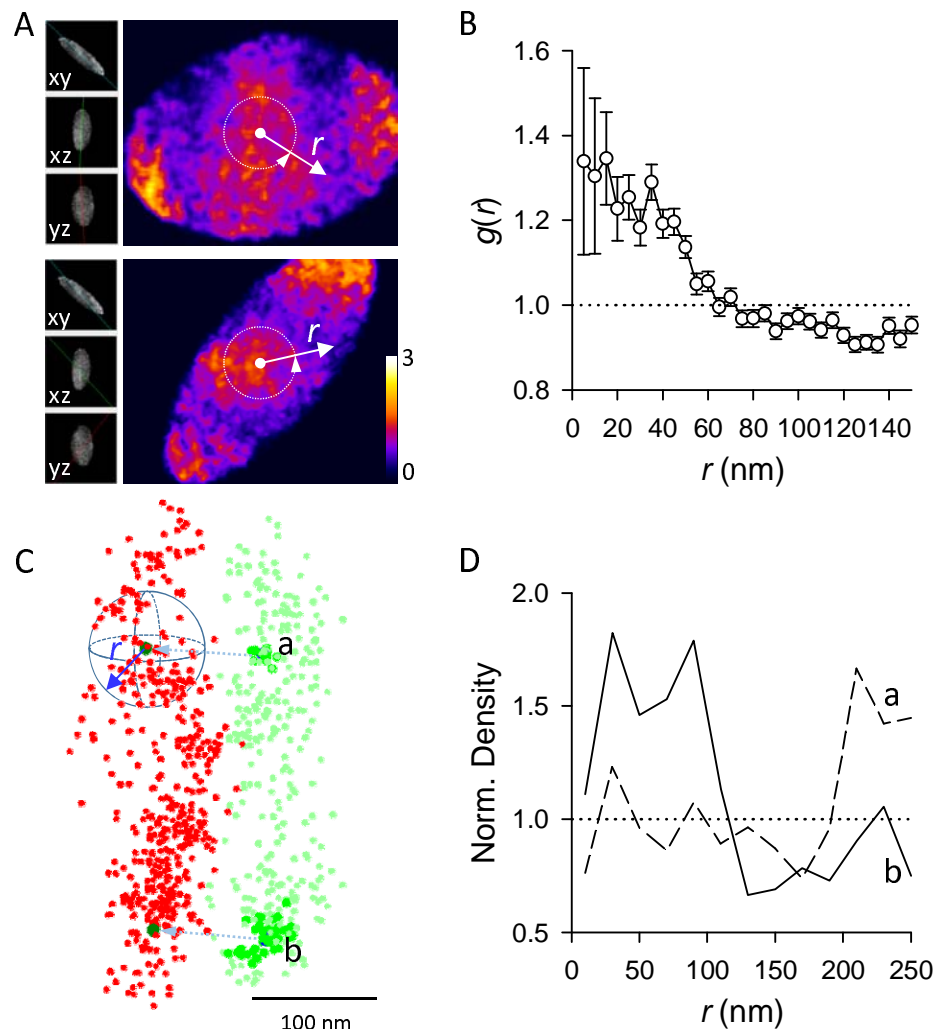 A
xy
xz
yz
r
xy
xz
yz
r
3
0
B
1.6
1.4
1.2
1.0
0.8
g(r)
0 20 40 60 80 100 120 140
r (nm)
C
r
a
b
100 nm
D
2.0
1.5
1.0
0.5
Norm. Density
a
b
0 50 100 150 200 250
r (nm)